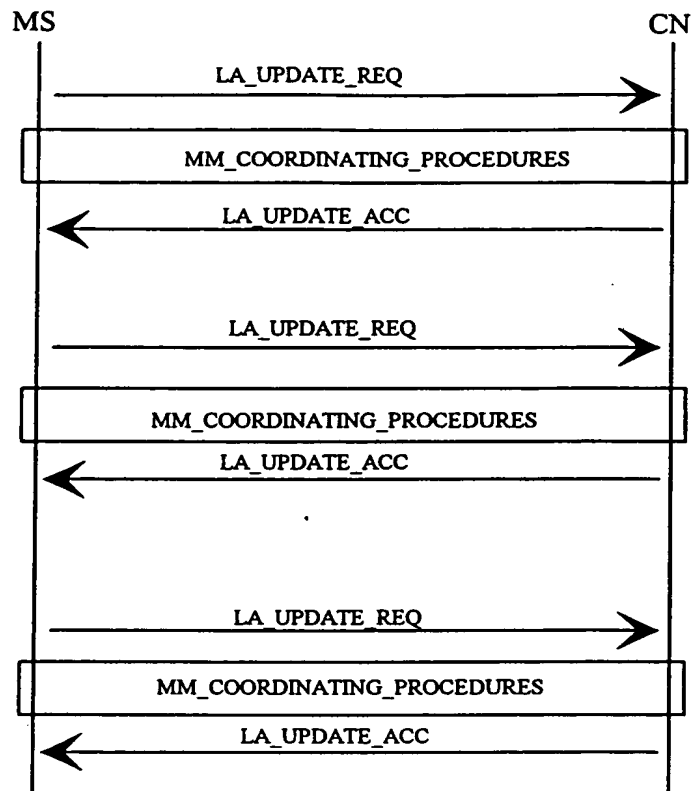 MS CN
LA_UPDATE_REQ
MM_COORDINATING_PROCEDURES
LA_UPDATE_ACC
LA_UPDATE_REQ
MM_COORDINATING_PROCEDURES
LA_UPDATE_ACC
LA_UPDATE_REQ
MM_COORDINATING_PROCEDURES
LA_UPDATE_ACC